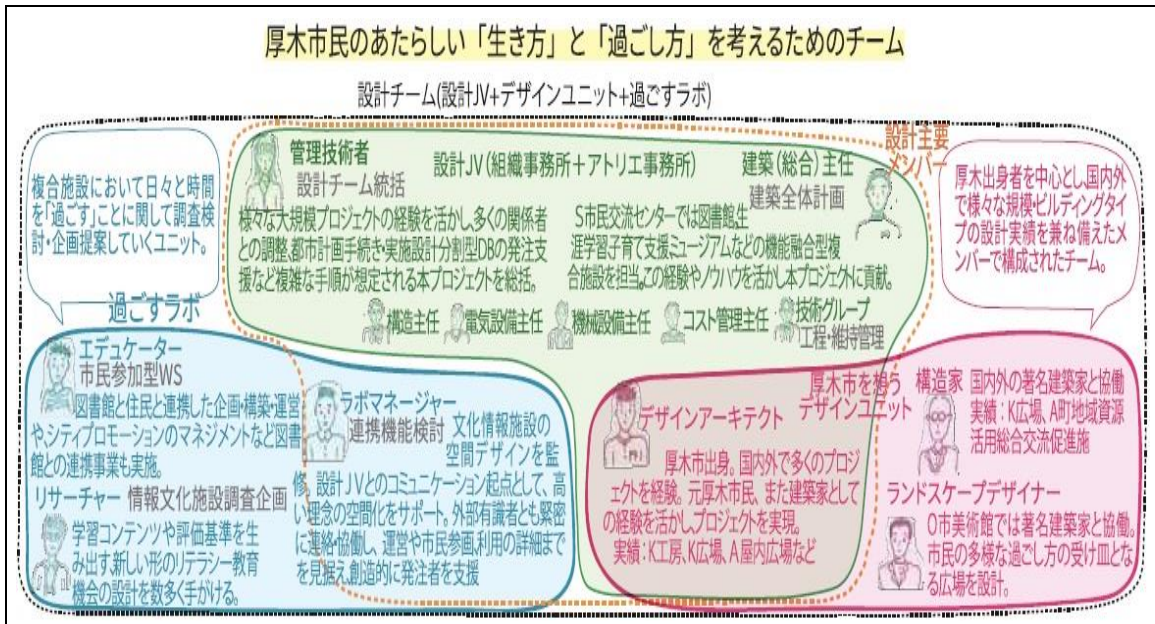 厚木市民のあたらしい「生き方」と「過ごし方」を考えるためのチーム
設計チーム(設計JV+デザインユニット+過ごすラボ)
複合施設において日々と時間
を「過ごす」ことに関して調査検
討・企画提案していくユニット。
過ごすラボ
管理技術者
設計チーム統括
設計JV(組織事務所＋アトリエ事務所)
建築(総合)主任
建築全体計画
設計主要
メンバー
様々な大規模プロジェクトの経験を活かし、多くの関係者
との調整、都市計画手続き・実施設計分割型DBの発注支
援など複雑な手順が想定される本プロジェクトを総括。
S市民交流センターでは図書館、生
涯学習、子育て支援、ミュージアムなどの機能融合型複
合施設を担当。この経験やノウハウを活かし本プロジェクトに貢献。
構造主任
電気設備主任
機械設備主任
コスト管理主任
技術グループ
工程・維持管理
厚木出身者を中心とし、国内外
で様々な規模・ビルディングタイ
プの設計実績を兼ね備えたメ
ンバーで構成されたチーム。
エデュケーター
市民参加型WS
図書館と住民と連携した企画・構築・運営
や、シティプロモーションのマネジメントなど図書
館との連携事業も実施。
リサーチャー 情報文化施設調査企画
学習コンテンツや評価基準を生
み出す、新しい形のリテラシー教育
機会の設計を数多く手がける。
ラボマネージャー
連携機能検討
文化情報施設の
空間デザインを監
修、設計JVとのコミュニケーション起点として、高
い理念の空間化をサポート。外部有識者とも緊密
に連絡・協働し、運営や市民参画、利用の詳細まで
を見据え、創造的に発注者を支援
デザインアーキテクト
厚木市出身。国内外で多くのプロジ
ェクトを経験。元厚木市民、また建築家として
の経験を活かしプロジェクトを実現。
実績：K工房、K広場、A屋内広場など
厚木市を想う
デザインユニット
構造家
国内外の著名建築家と協働
実績：K広場、A町地域資源
活用総合交流促進施
ランドスケープデザイナー
O市美術館では著名建築家と協働。
市民の多様な過ごし方の受け皿とな
る広場を設計。